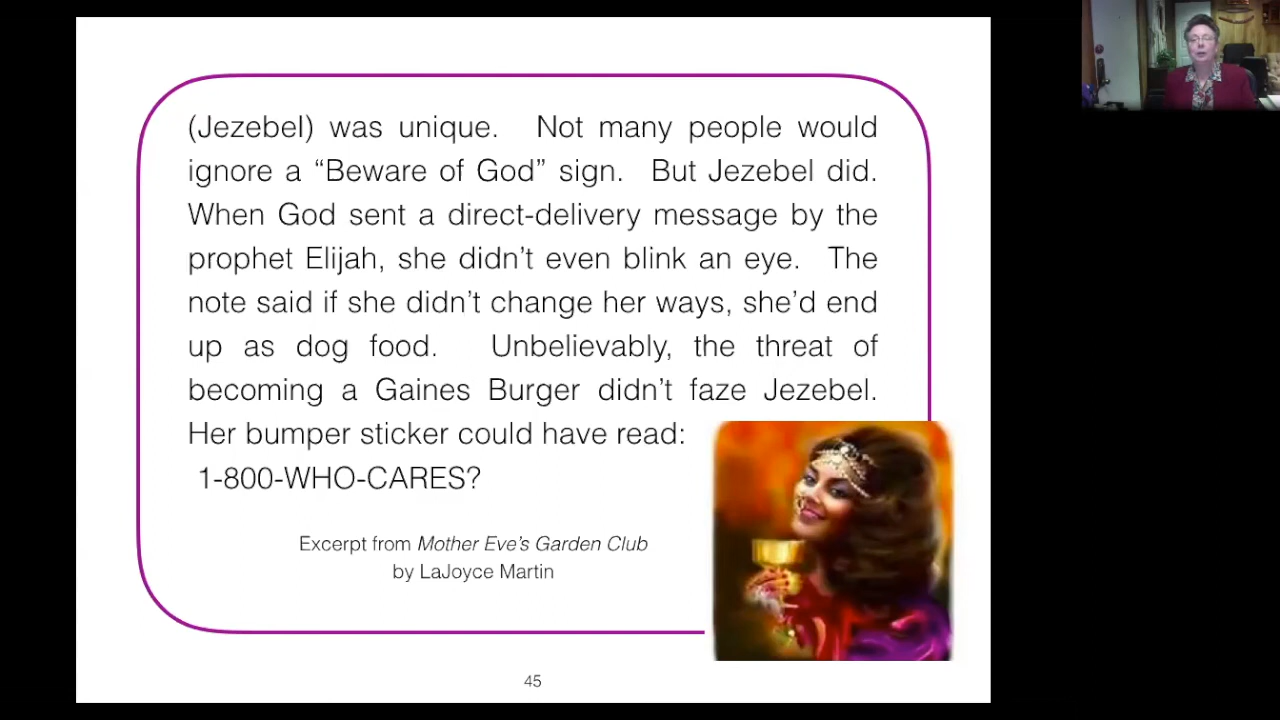 (Jezebel) was unique. Not many people would
ignore a “Beware of God” sign. But Jezebel did.
When God sent a direct-delivery message by the
prophet Elijah, she didn’t even blink an eye. The
note said if she didn’t change her ways, she’d end
up as dog food. Unbelievably, the threat of
becoming a Gaines Burger didn’t faze Jezebel.
Her bumper sticker could have read:
1-800-WHO-CARES?
Excerpt from Mother Eve’s Garden Club
by LaJoyce Martin
45